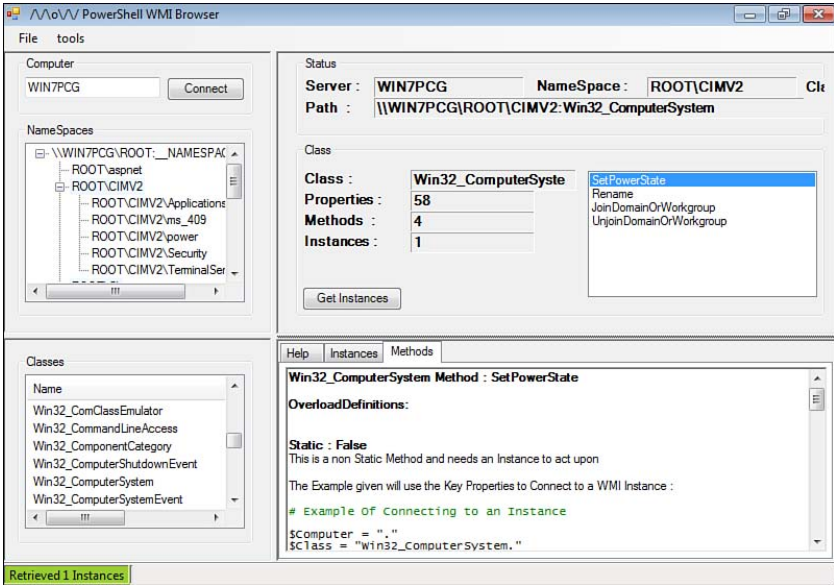 /\/\o\/\/ PowerShell WMI Browser
File tools
Computer
WIN7PCG
Connect
NameSpaces
\\WIN7PCG\ROOT:__NAMESPAC
ROOT\aspnet
ROOT\CIMV2
ROOT\CIMV2\Applications
ROOT\CIMV2\ms_409
ROOT\CIMV2\power
ROOT\CIMV2\Security
ROOT\CIMV2\TerminalSer
Status
Server : WIN7PCG NameSpace : ROOT\CIMV2 Cla
Path : \\WIN7PCG\ROOT\CIMV2:Win32_ComputerSystem
Class
Class : Win32_ComputerSyste
Properties : 58
Methods : 4
Instances : 1
SetPowerState
Rename
JoinDomainOrWorkgroup
UnjoinDomainOrWorkgroup
Get Instances
Classes
Name
Win32_ComClassEmulator
Win32_CommandLineAccess
Win32_ComponentCategory
Win32_ComputerShutdownEvent
Win32_ComputerSystem
Win32_ComputerSystemEvent
Help Instances Methods
Win32_ComputerSystem Method : SetPowerState
OverloadDefinitions:
Static : False
This is a non Static Method and needs an Instance to act upon
The Example given will use the Key Properties to Connect to a WMI Instance :
# Example Of Connecting to an Instance
$Computer = "."
$Class = "Win32_ComputerSystem."
Retrieved 1 Instances